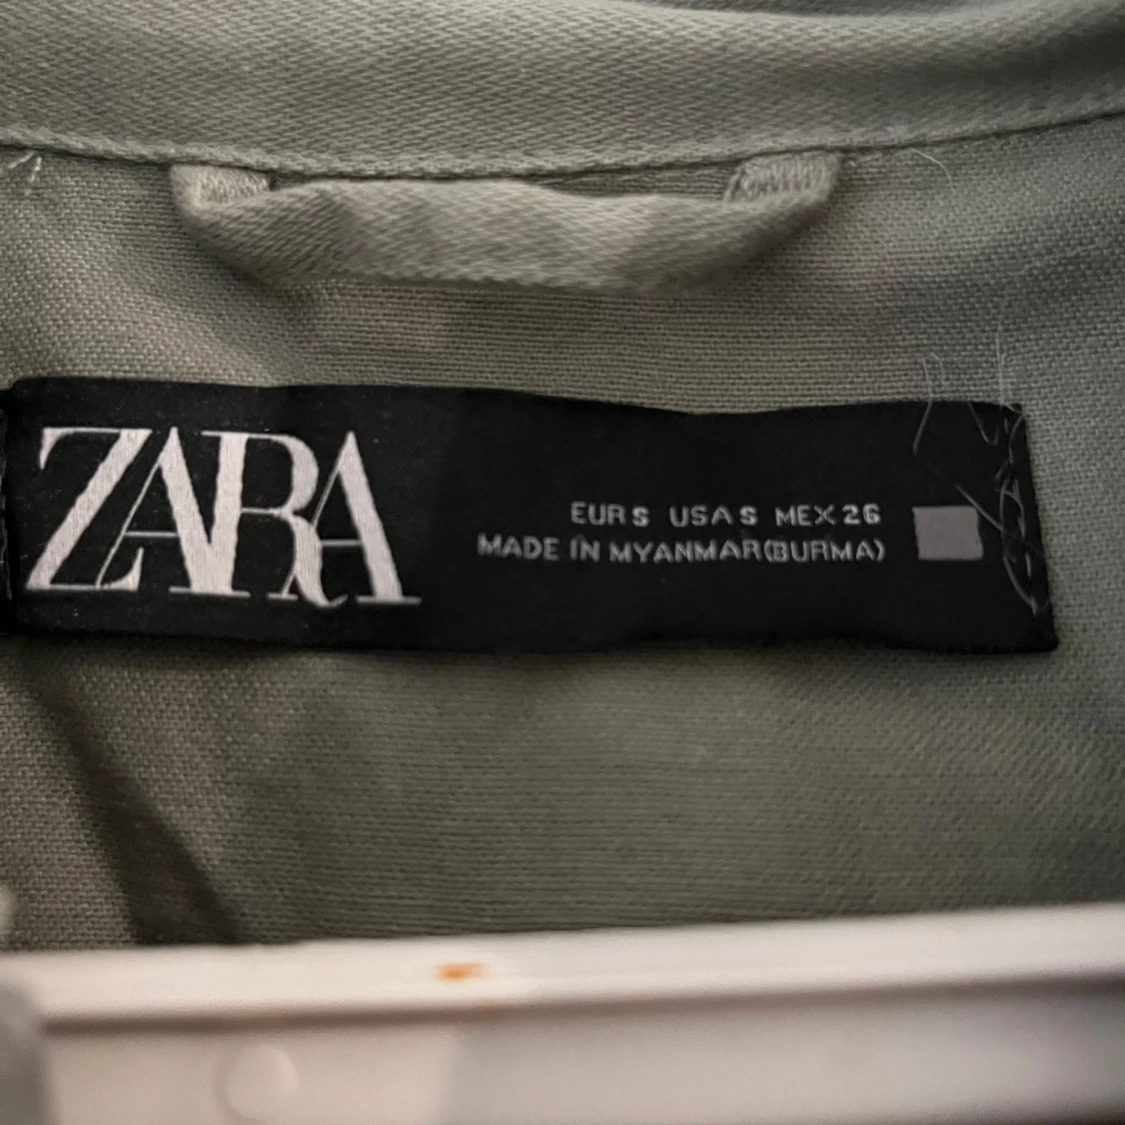 ZARA
EUR S USA S MEX 26
MADE IN MYANMAR(BURMA)